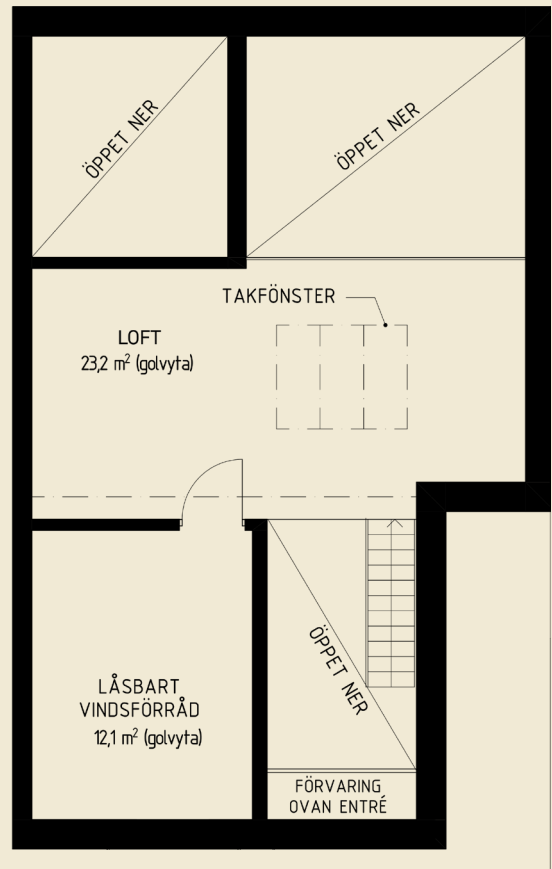 ÖPPET NER
ÖPPET NER
TAKFÖNSTER
LOFT
23,2 m² (golvyta)
ÖPPET NER
LÅSBART
VINDSFÖRRÅD
12,1 m² (golvyta)
FÖRVARING
OVAN ENTRÉ